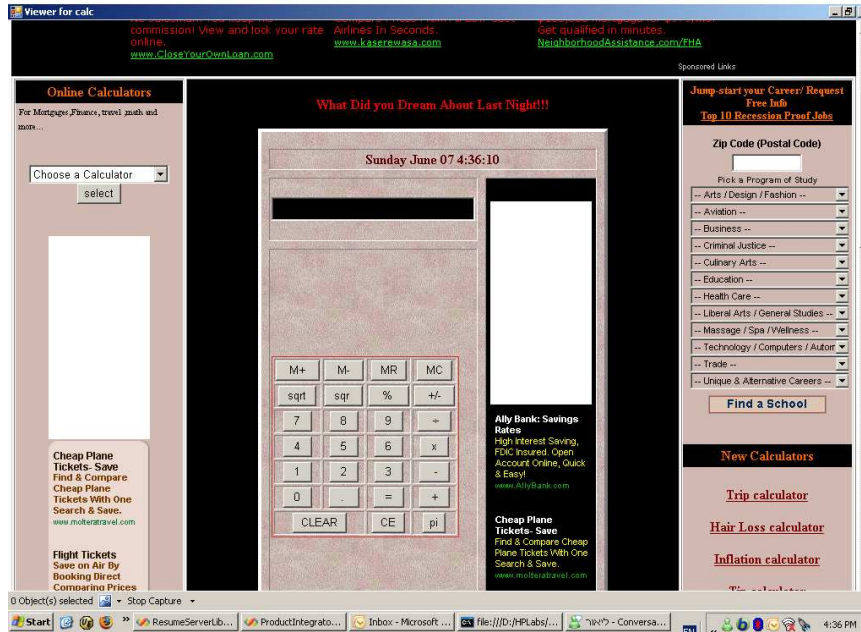 Viewer for calc
commission! View and lock your rate
online.
www.CloseYourOwnLoan.com
Airlines In Seconds.
www.kaserewasa.com
Get qualified in minutes.
NeighborhoodAssistance.com/FHA
Sponsored Links
Online Calculators
For Mortgages,Finance, travel ,math and
more...
Choose a Calculator
select
Cheap Plane
Tickets- Save
Find & Compare
Cheap Plane
Tickets With One
Search & Save.
www.molteratravel.com
Flight Tickets
Save on Air By
Booking Direct
Comparing Prices
What Did you Dream About Last Night!!!
Sunday June 07 4:36:10
M+ M- MR MC
sqrt sqr % +/-
7 8 9 ÷
4 5 6 x
1 2 3 -
0 . = +
CLEAR CE pi
Ally Bank: Savings
Rates
High Interest Saving,
FDIC Insured. Open
Account Online, Quick
& Easy!
www.AllyBank.com
Cheap Plane
Tickets- Save
Find & Compare Cheap
Plane Tickets With One
Search & Save.
www.molteratravel.com
Jump-start your Career/ Request
Free Info
Top 10 Recession Proof Jobs
Zip Code (Postal Code)
Pick a Program of Study
-- Arts / Design / Fashion --
-- Aviation --
-- Business --
-- Criminal Justice --
-- Culinary Arts --
-- Education --
-- Health Care --
-- Liberal Arts / General Studies --
-- Massage / Spa / Wellness --
-- Technology / Computers / Autom
-- Trade --
-- Unique & Alternative Careers --
Find a School
New Calculators
Trip calculator
Hair Loss calculator
Inflation calculator
0 Object(s) selected Stop Capture
Start » ResumeServerLib... ProductIntegrato... Inbox - Microsoft ... file:///D:/HPLabs/... ליאור - Conversa... EN « 4:36 PM